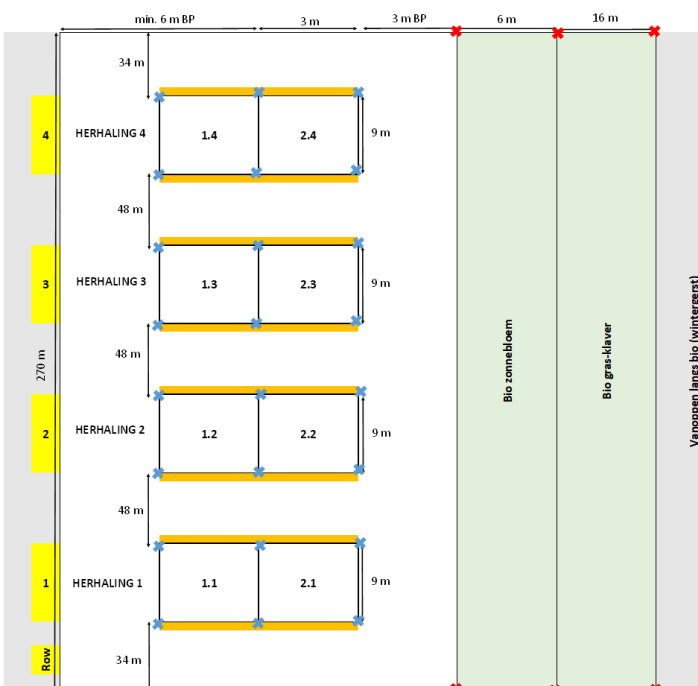 min. 6 m BP
3 m
3 m BP
6 m
16 m
34 m
4
HERHALING 4
1.4
2.4
9 m
48 m
3
HERHALING 3
1.3
2.3
9 m
270 m
48 m
Bio zonnebloem
Bio gras-klaver
Vanoppen langs bio (wintergerst)
2
HERHALING 2
1.2
2.2
9 m
48 m
1
HERHALING 1
1.1
2.1
9 m
Row
34 m